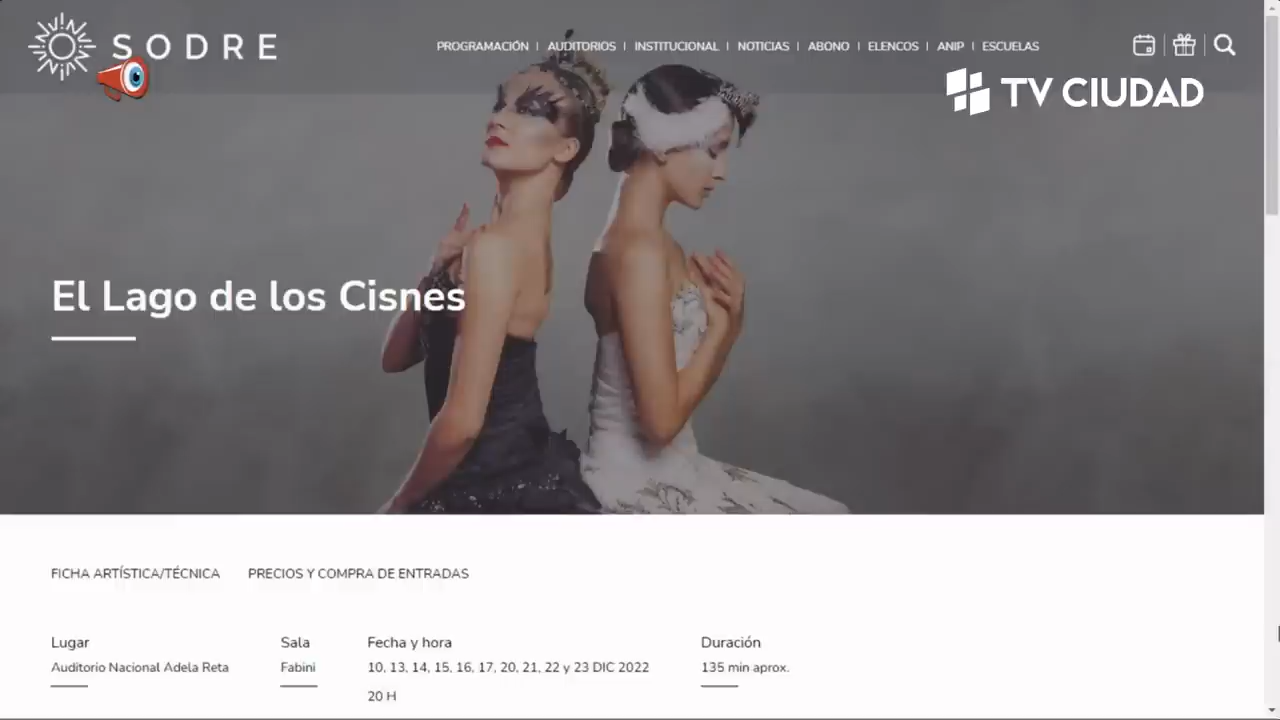 SODRE
PROGRAMACIÓN | AUDITORIOS | INSTITUCIONAL | NOTICIAS | ABONO | ELENCOS | ANIP | ESCUELAS
TV CIUDAD
El Lago de los Cisnes
FICHA ARTÍSTICA/TÉCNICA PRECIOS Y COMPRA DE ENTRADAS
Lugar Sala Fecha y hora Duración
Auditorio Nacional Adela Reta Fabini 10, 13, 14, 15, 16, 17, 20, 21, 22 y 23 DIC 2022 135 min aprox.
20 H